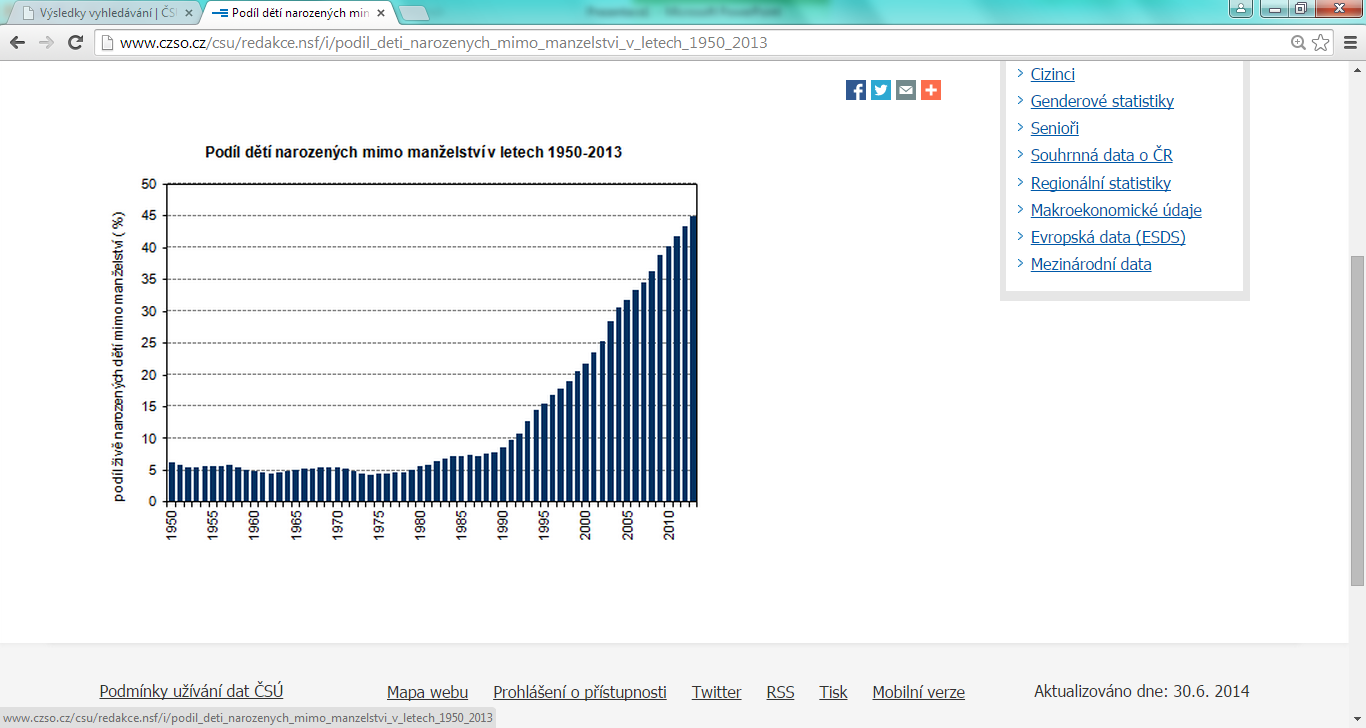 Výsledky vyhledávání | ČS
Podíl dětí narozených mim
www.czso.cz/csu/redakce.nsf/i/podil_deti_narozenych_mimo_manzelstvi_v_letech_1950_2013
Cizinci
Genderové statistiky
Senioři
Souhrnná data o ČR
Regionální statistiky
Makroekonomické údaje
Evropská data (ESDS)
Mezinárodní data
Podíl dětí narozených mimo manželství v letech 1950-2013
podíl živě narozených dětí mimo manželství ( %)
50
45
40
35
30
25
20
15
10
5
0
1950
1955
1960
1965
1970
1975
1980
1985
1990
1995
2000
2005
2010
Podmínky užívání dat ČSÚ
Mapa webu
Prohlášení o přístupnosti
Twitter
RSS
Tisk
Mobilní verze
Aktualizováno dne: 30.6. 2014
www.czso.cz/csu/redakce.nsf/i/podil_deti_narozenych_mimo_manzelstvi_v_letech_1950_2013